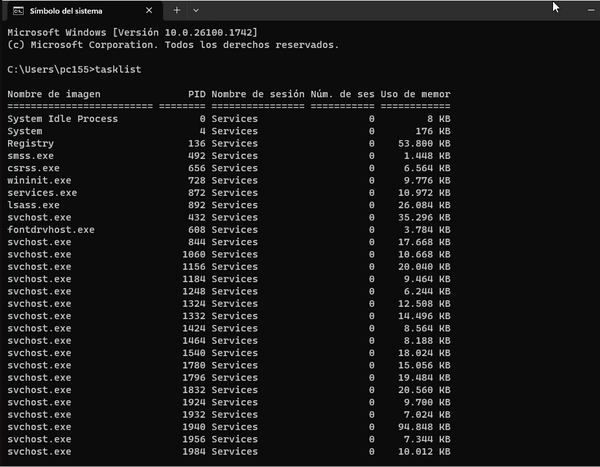 Símbolo del sistema
Microsoft Windows [Versión 10.0.26100.1742]
(c) Microsoft Corporation. Todos los derechos reservados.
C:\Users\pc155>tasklist
Nombre de imagen PID Nombre de sesión Núm. de ses Uso de memor
========================= ======== ================ =========== ============
System Idle Process 0 Services 0 8 KB
System 4 Services 0 176 KB
Registry 136 Services 0 53.800 KB
smss.exe 492 Services 0 1.448 KB
csrss.exe 656 Services 0 6.564 KB
wininit.exe 728 Services 0 9.776 KB
services.exe 872 Services 0 10.972 KB
lsass.exe 892 Services 0 26.084 KB
svchost.exe 432 Services 0 35.296 KB
fontdrvhost.exe 608 Services 0 3.784 KB
svchost.exe 844 Services 0 17.668 KB
svchost.exe 1060 Services 0 10.668 KB
svchost.exe 1156 Services 0 20.040 KB
svchost.exe 1184 Services 0 9.464 KB
svchost.exe 1248 Services 0 6.244 KB
svchost.exe 1324 Services 0 12.508 KB
svchost.exe 1332 Services 0 14.496 KB
svchost.exe 1424 Services 0 8.564 KB
svchost.exe 1464 Services 0 8.188 KB
svchost.exe 1540 Services 0 18.024 KB
svchost.exe 1780 Services 0 15.056 KB
svchost.exe 1796 Services 0 19.484 KB
svchost.exe 1832 Services 0 20.560 KB
svchost.exe 1924 Services 0 9.700 KB
svchost.exe 1932 Services 0 7.024 KB
svchost.exe 1940 Services 0 94.848 KB
svchost.exe 1956 Services 0 7.344 KB
svchost.exe 1984 Services 0 10.012 KB